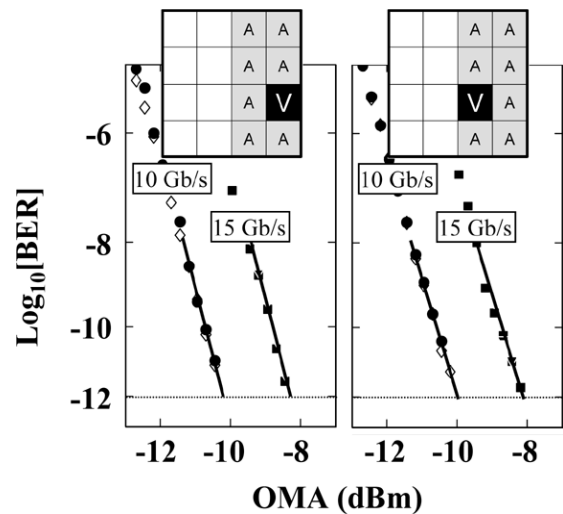 A A A A
A A A A
A V V A
A A A A
10 Gb/s 10 Gb/s
15 Gb/s 15 Gb/s
Log10[BER]
-6
-8
-10
-12
-12 -10 -8 -12 -10 -8
OMA (dBm)